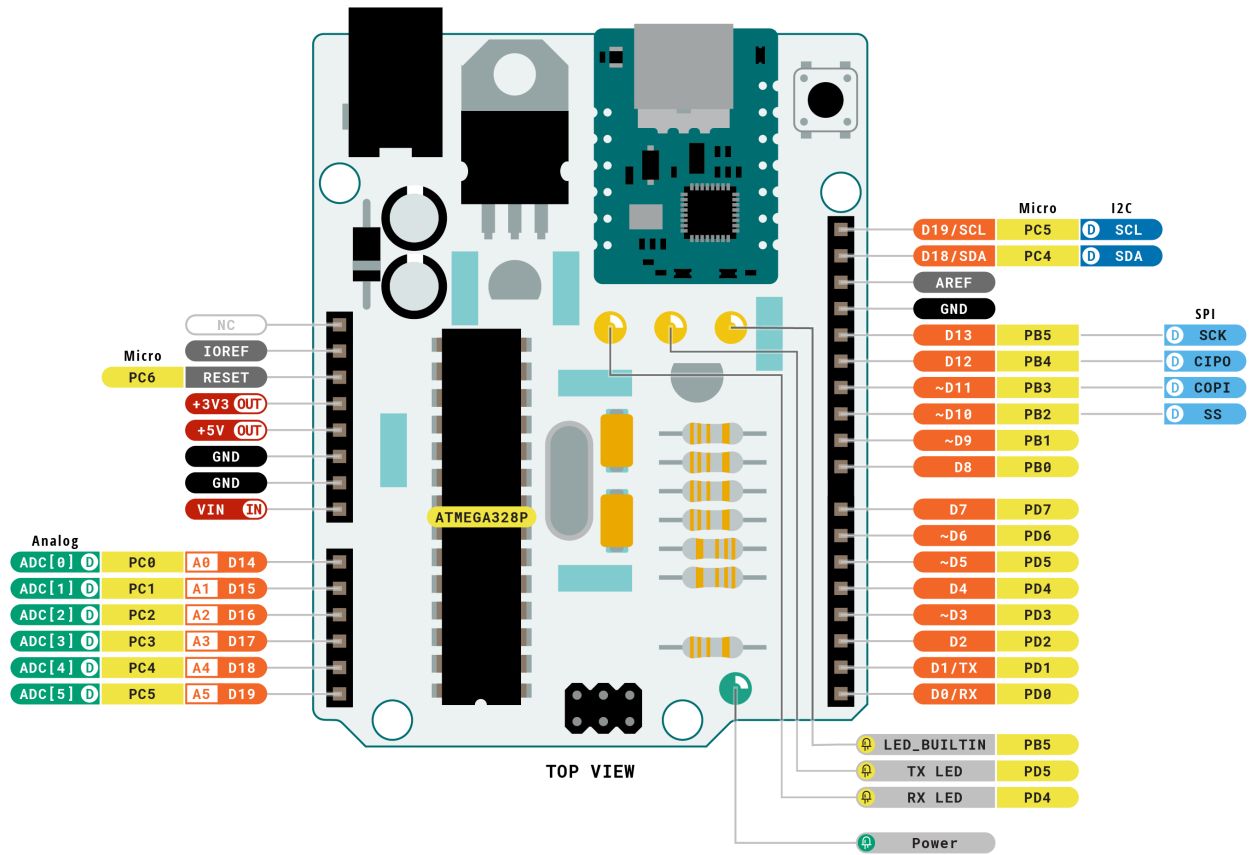 Micro I2C
D19/SCL PC5 D SCL
D18/SDA PC4 D SDA
AREF
GND
SPI
D13 PB5 D SCK
D12 PB4 D CIPO
~D11 PB3 D COPI
~D10 PB2 D SS
~D9 PB1
D8 PB0
D7 PD7
~D6 PD6
~D5 PD5
D4 PD4
~D3 PD3
D2 PD2
D1/TX PD1
D0/RX PD0
NC
IOREF
Micro
PC6 RESET
+3V3 OUT
+5V OUT
GND
GND
VIN IN
ATMEGA328P
Analog
ADC[0] D PC0 A0 D14
ADC[1] D PC1 A1 D15
ADC[2] D PC2 A2 D16
ADC[3] D PC3 A3 D17
ADC[4] D PC4 A4 D18
ADC[5] D PC5 A5 D19
LED_BUILTIN PB5
TX LED PD5
RX LED PD4
Power
TOP VIEW